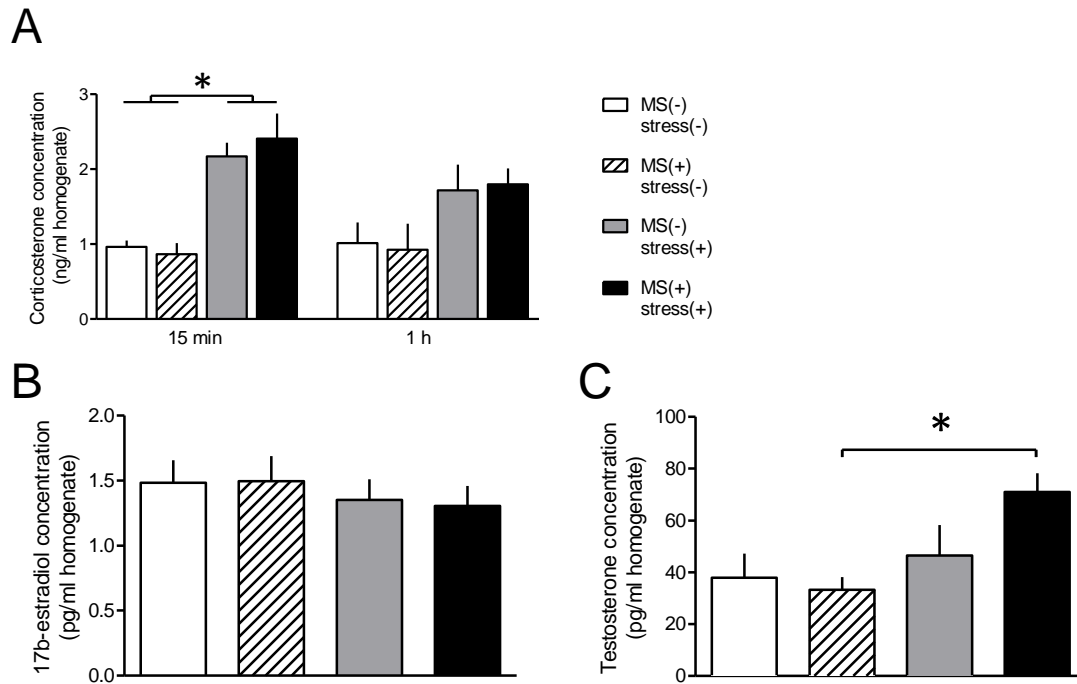 A
Corticosterone concentration
(ng/ml homogenate)
3
2
1
0
*
15 min
1 h
MS(-)
stress(-)
MS(+)
stress(-)
MS(-)
stress(+)
MS(+)
stress(+)
B
17b-estradiol concentration
(pg/ml homogenate)
2.0
1.5
1.0
0.5
0.0
C
Testosterone concentration
(pg/ml homogenate)
100
80
60
40
20
0
*